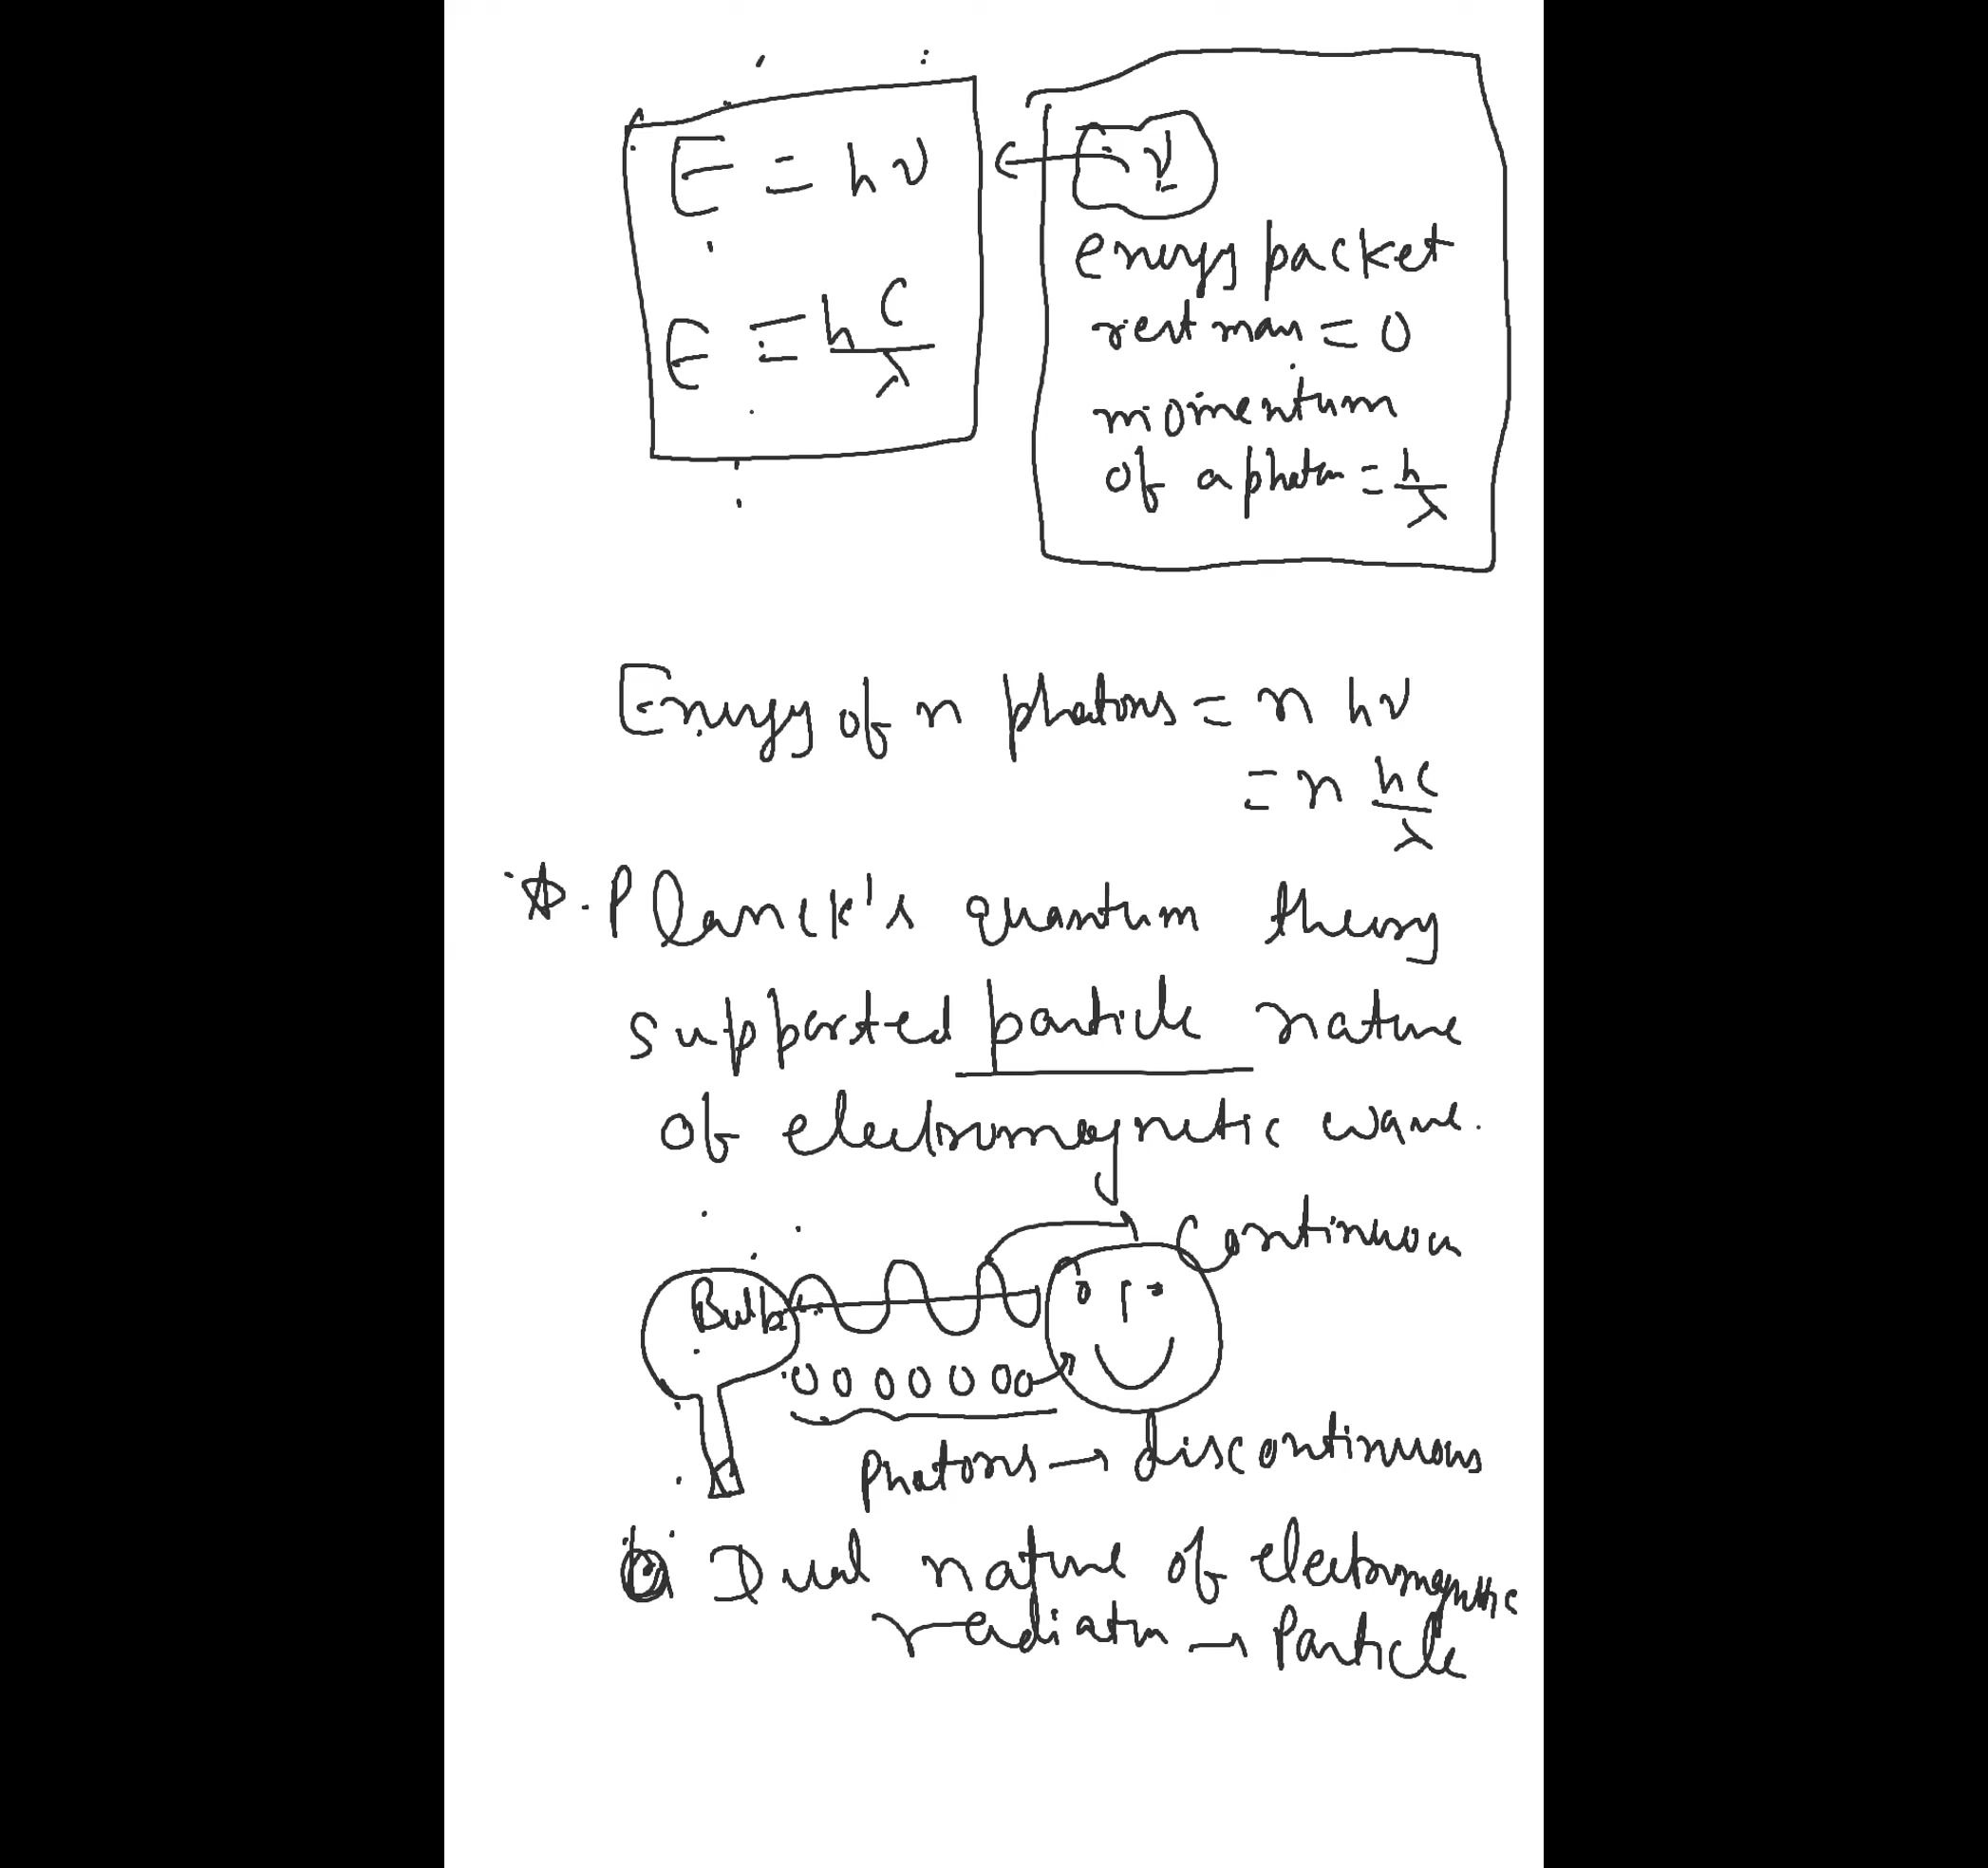 E = hν
E = hc/λ
ν
energy packet
rest mass = 0
momentum
of a photon = h/λ
Energy of n photons = n hν
= n hc/λ
Planck's quantum theory
supported particle nature
of electromagnetic wave.
Continuous
Bulb
Photons → discontinuous
Dual nature of electromagnetic
radiation → Particle